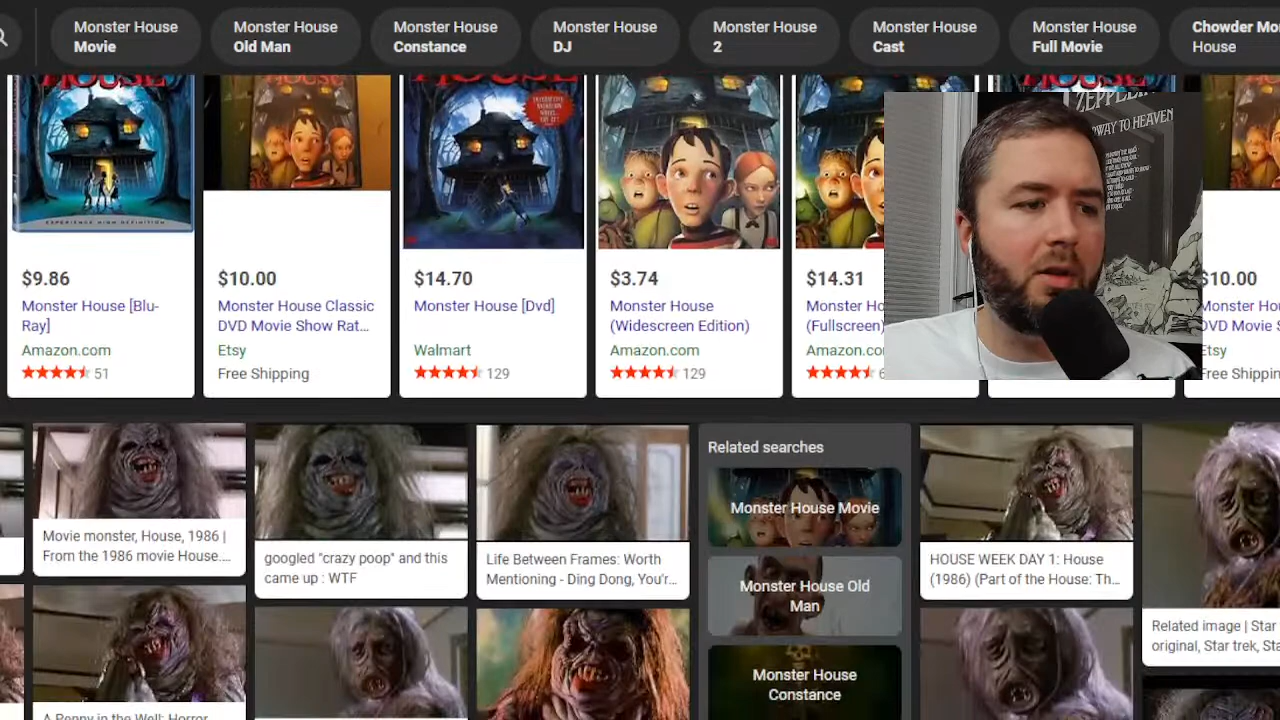 Monster House
Movie
Monster House
Old Man
Monster House
Constance
Monster House
DJ
Monster House
2
Monster House
Cast
Monster House
Full Movie
Chowder Mo
House
HOUSE
HOUSE
HOUSE
EXPERIENCE HIGH DEFINITION
ZEPPELIN
WAY TO HEAVEN
$9.86
Monster House [Blu-
Ray]
Amazon.com
51
$10.00
Monster House Classic
DVD Movie Show Rat...
Etsy
Free Shipping
$14.70
Monster House [Dvd]
Walmart
129
$3.74
Monster House
(Widescreen Edition)
Amazon.com
129
$14.31
Monster Ho
(Fullscreen)
Amazon.co
6
$10.00
Monster Hou
DVD Movie S
Etsy
Free Shippin
Movie monster, House, 1986 |
From the 1986 movie House....
googled "crazy poop" and this
came up : WTF
Life Between Frames: Worth
Mentioning - Ding Dong, You'r...
Related searches
Monster House Movie
Monster House Old
Man
Monster House
Constance
HOUSE WEEK DAY 1: House
(1986) (Part of the House: Th...
Related image | Star
original, Star trek, Sta
A Penny in the Well: Horror